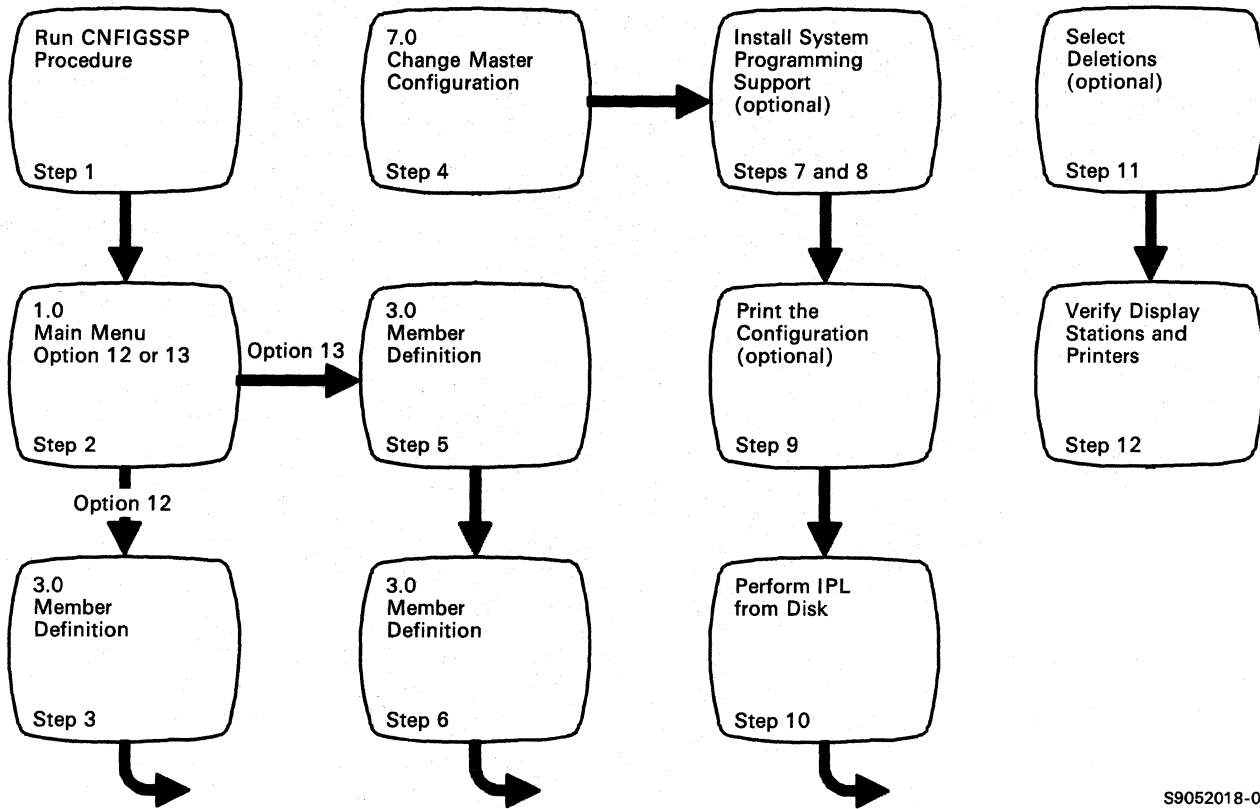 Run CNFIGSSP
Procedure
Step 1
1.0
Main Menu
Option 12 or 13
Step 2
Option 13
Option 12
3.0
Member
Definition
Step 3
7.0
Change Master
Configuration
Step 4
3.0
Member
Definition
Step 5
3.0
Member
Definition
Step 6
Install System
Programming
Support
(optional)
Steps 7 and 8
Print the
Configuration
(optional)
Step 9
Perform IPL
from Disk
Step 10
Select
Deletions
(optional)
Step 11
Verify Display
Stations and
Printers
Step 12
S9052018-0